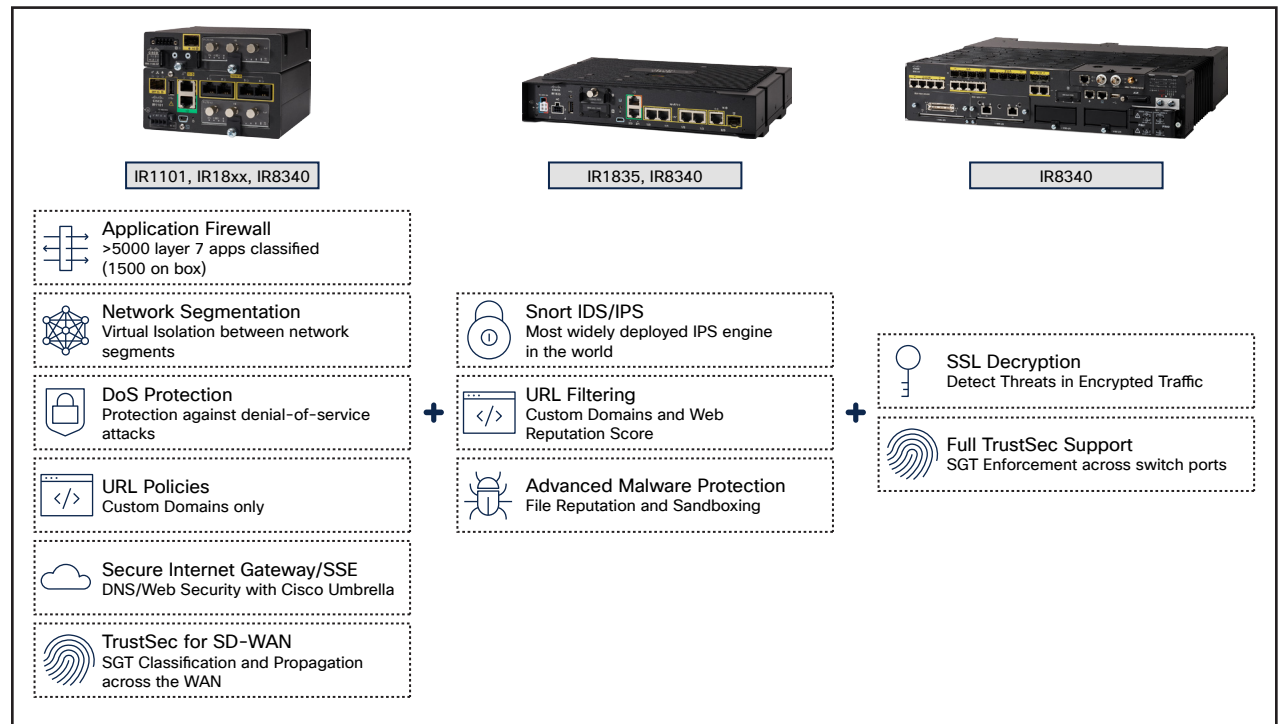 IR1101, IR18xx, IR8340
IR1835, IR8340
IR8340
Application Firewall
>5000 layer 7 apps classified
(1500 on box)
Network Segmentation
Virtual Isolation between network
segments
DoS Protection
Protection against denial-of-service
attacks
URL Policies
Custom Domains only
Secure Internet Gateway/SSE
DNS/Web Security with Cisco Umbrella
TrustSec for SD-WAN
SGT Classification and Propagation
across the WAN
+
Snort IDS/IPS
Most widely deployed IPS engine
in the world
URL Filtering
Custom Domains and Web
Reputation Score
Advanced Malware Protection
File Reputation and Sandboxing
+
SSL Decryption
Detect Threats in Encrypted Traffic
Full TrustSec Support
SGT Enforcement across switch ports